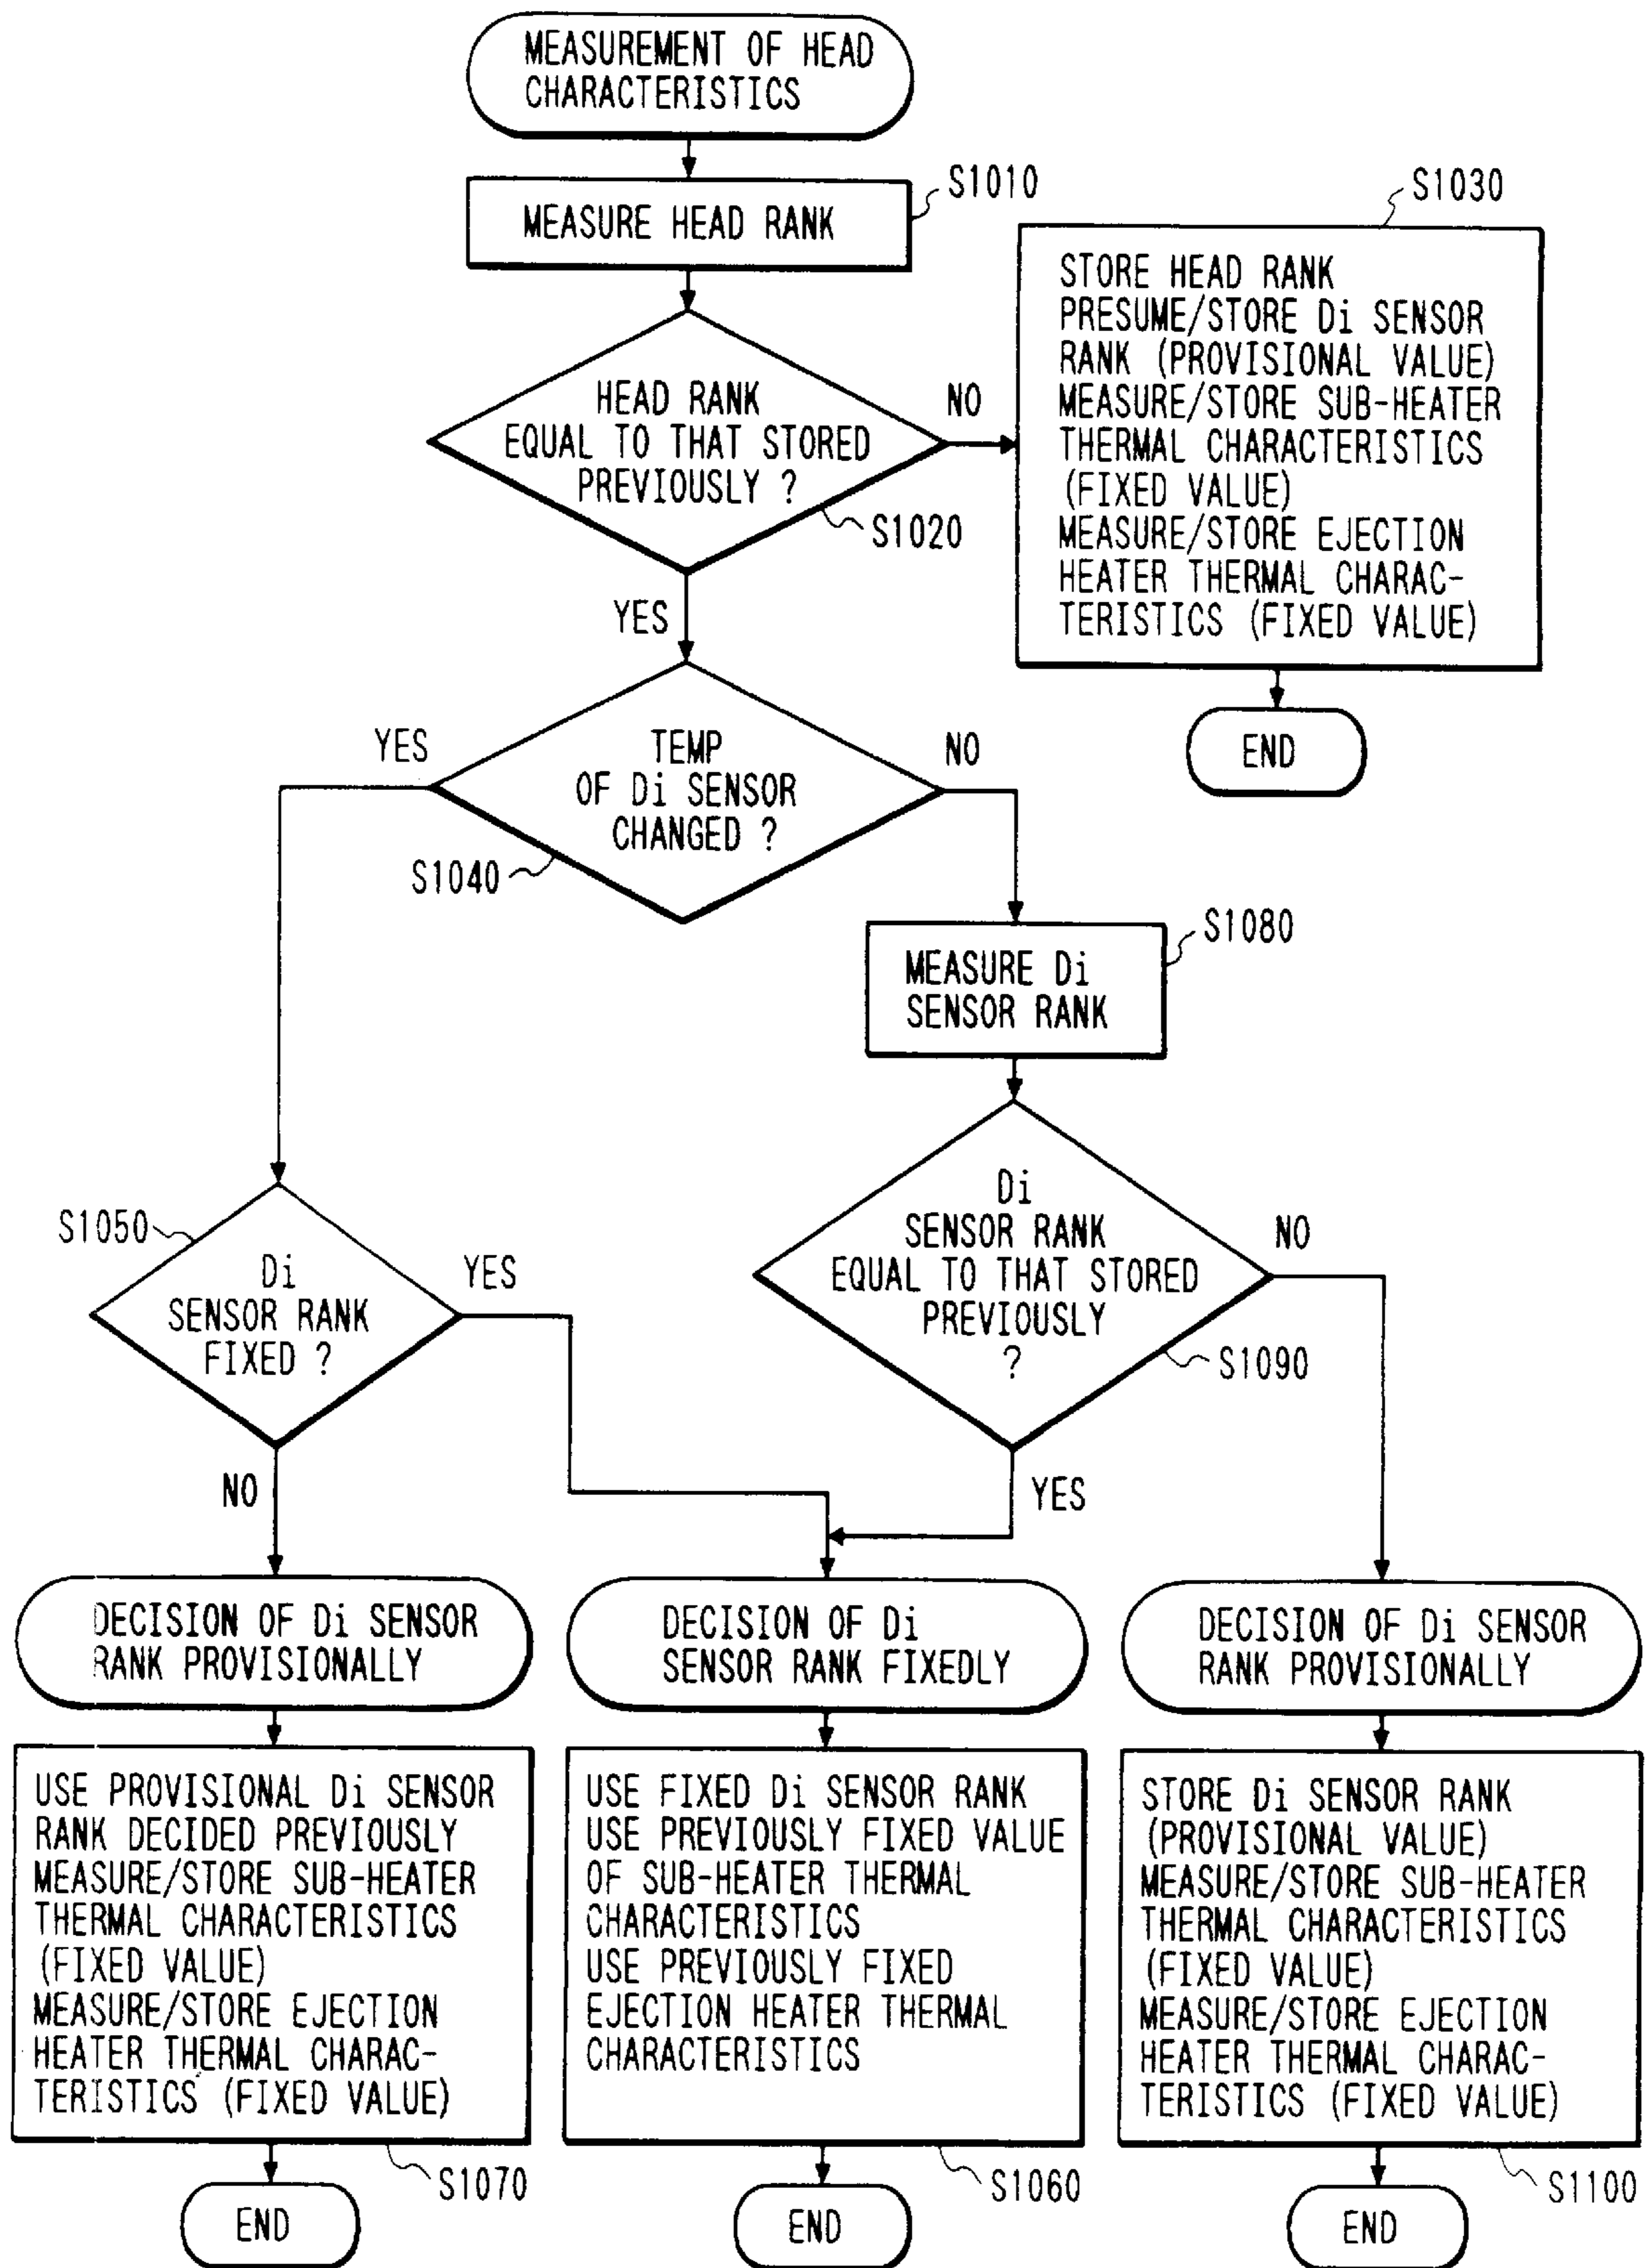 MEASUREMENT OF HEAD
CHARACTERISTICS
S1010
MEASURE HEAD RANK
S1030
STORE HEAD RANK
PRESUME/STORE Di SENSOR
RANK (PROVISIONAL VALUE)
MEASURE/STORE SUB-HEATER
THERMAL CHARACTERISTICS
(FIXED VALUE)
MEASURE/STORE EJECTION
HEATER THERMAL CHARAC-
TERISTICS (FIXED VALUE)
END
HEAD RANK
EQUAL TO THAT STORED
PREVIOUSLY ?
NO
S1020
YES
TEMP
OF Di SENSOR
CHANGED ?
YES
NO
S1040
S1080
MEASURE Di
SENSOR RANK
S1050
Di
SENSOR RANK
FIXED ?
YES
NO
Di
SENSOR RANK
EQUAL TO THAT STORED
PREVIOUSLY
?
NO
S1090
YES
DECISION OF Di SENSOR
RANK PROVISIONALLY
DECISION OF Di
SENSOR RANK FIXEDLY
DECISION OF Di SENSOR
RANK PROVISIONALLY
USE PROVISIONAL Di SENSOR
RANK DECIDED PREVIOUSLY
MEASURE/STORE SUB-HEATER
THERMAL CHARACTERISTICS
(FIXED VALUE)
MEASURE/STORE EJECTION
HEATER THERMAL CHARAC-
TERISTICS (FIXED VALUE)
S1070
END
USE FIXED Di SENSOR RANK
USE PREVIOUSLY FIXED VALUE
OF SUB-HEATER THERMAL
CHARACTERISTICS
USE PREVIOUSLY FIXED
EJECTION HEATER THERMAL
CHARACTERISTICS
S1060
END
STORE Di SENSOR RANK
(PROVISIONAL VALUE)
MEASURE/STORE SUB-HEATER
THERMAL CHARACTERISTICS
(FIXED VALUE)
MEASURE/STORE EJECTION
HEATER THERMAL CHARAC-
TERISTICS (FIXED VALUE)
S1100
END